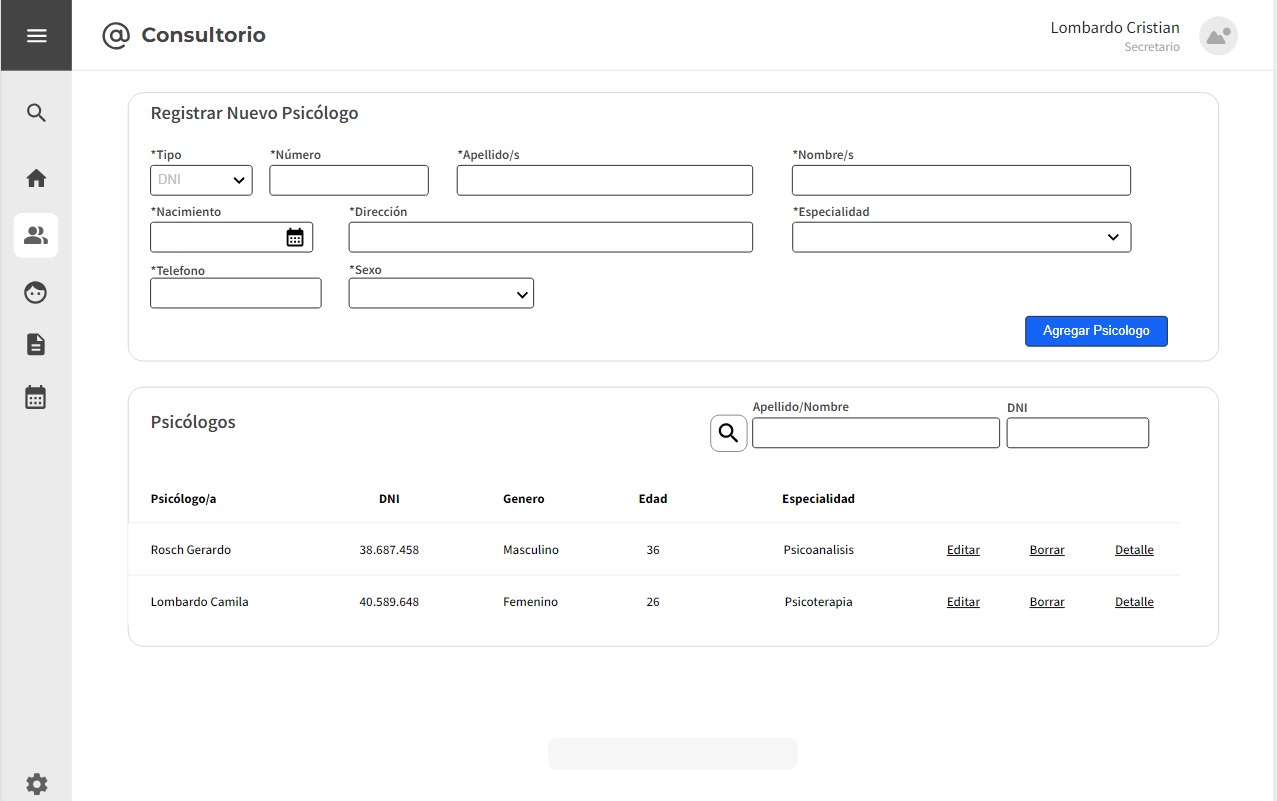 @ Consultorio
Lombardo Cristian
Secretario
Registrar Nuevo Psicólogo
*Tipo *Número *Apellido/s *Nombre/s
DNI
*Nacimiento *Dirección *Especialidad
*Telefono *Sexo
Agregar Psicologo
Psicólogos
Apellido/Nombre DNI
Psicólogo/a DNI Genero Edad Especialidad
Rosch Gerardo 38.687.458 Masculino 36 Psicoanalisis Editar Borrar Detalle
Lombardo Camila 40.589.648 Femenino 26 Psicoterapia Editar Borrar Detalle